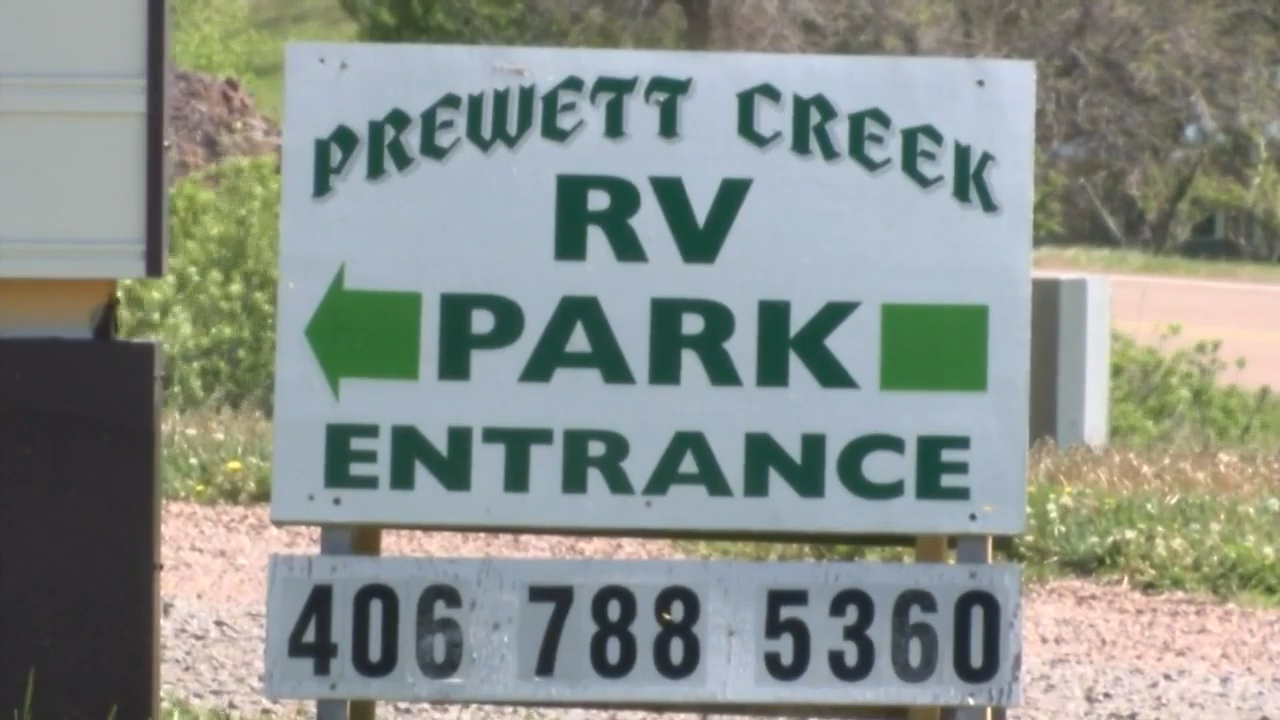 PREWETT CREEK
RV
PARK
ENTRANCE
406 788 5360